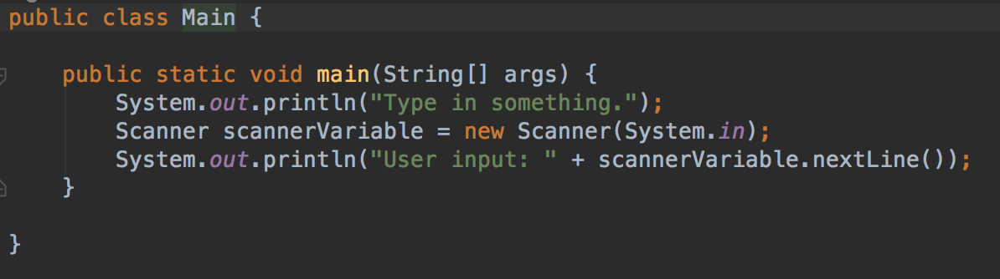 public class Main {
public static void main(String[] args) {
System.out.println("Type in something.");
Scanner scannerVariable = new Scanner(System.in);
System.out.println("User input: " + scannerVariable.nextLine());
}
}